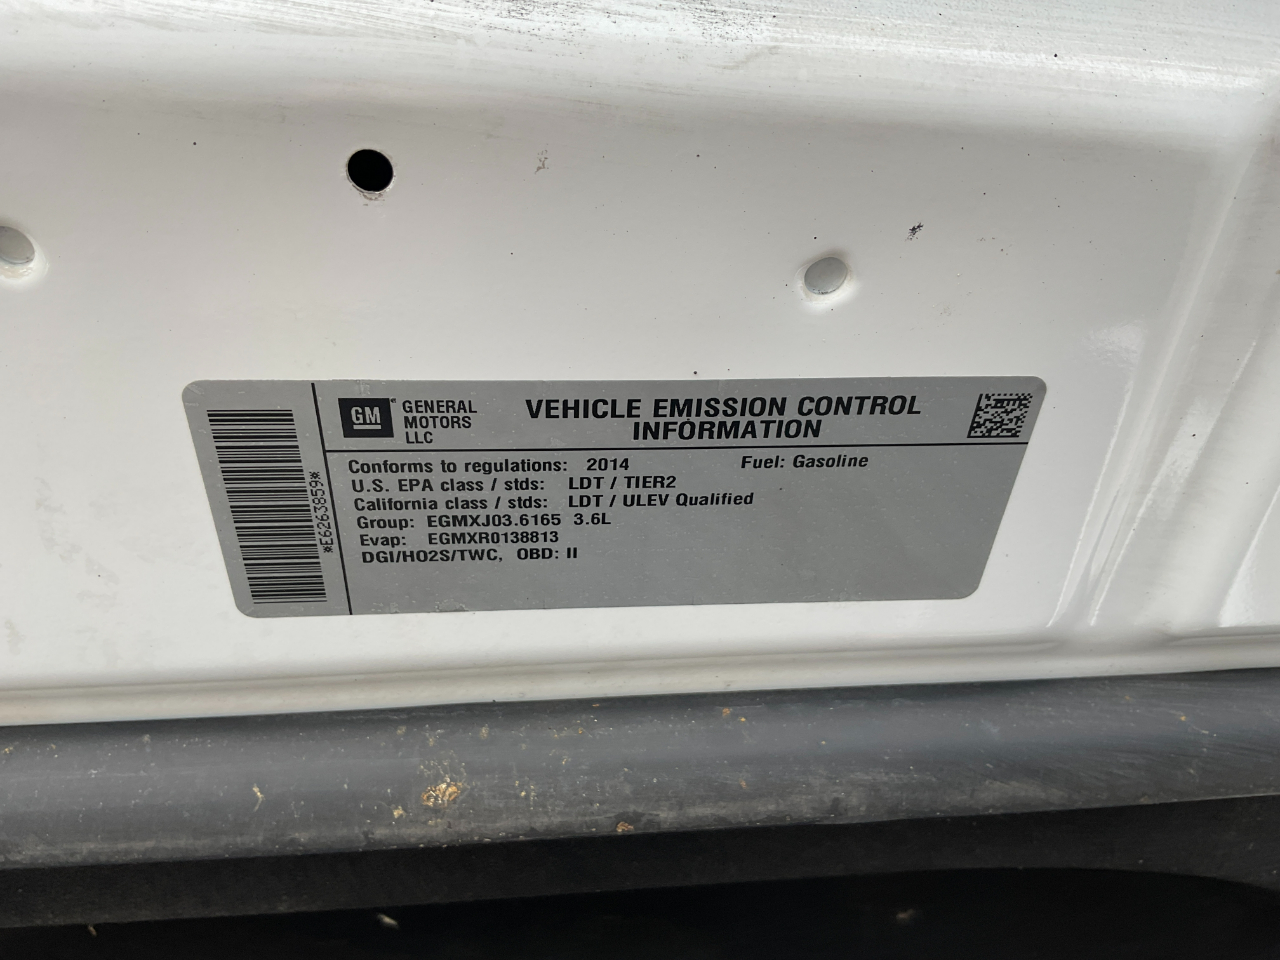 GM
GENERAL
MOTORS
LLC
VEHICLE EMISSION CONTROL
INFORMATION
Conforms to regulations: 2014 Fuel: Gasoline
U.S. EPA class / stds: LDT / TIER2
California class / stds: LDT / ULEV Qualified
Group: EGMXJ03.6165 3.6L
Evap: EGMXR0138813
DGI/HO2S/TWC, OBD: II
*E6263859*